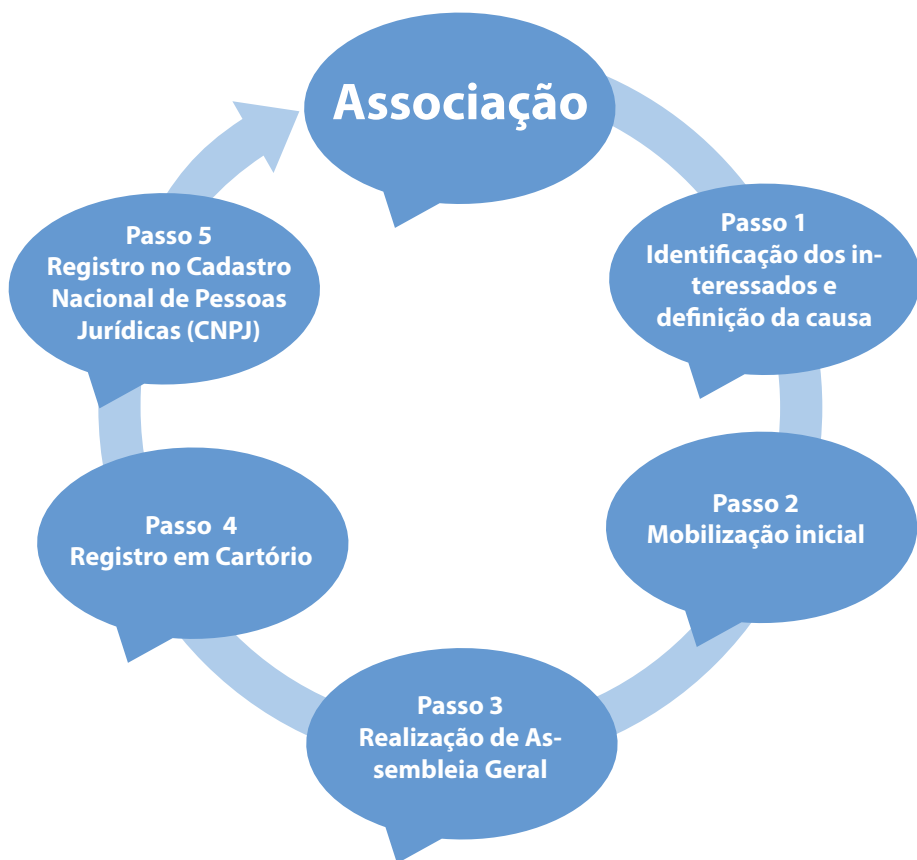 Associação
Passo 1
Identificação dos in-
teressados e
definição da causa
Passo 2
Mobilização inicial
Passo 3
Realização de As-
sembleia Geral
Passo 4
Registro em Cartório
Passo 5
Registro no Cadastro
Nacional de Pessoas
Jurídicas (CNPJ)